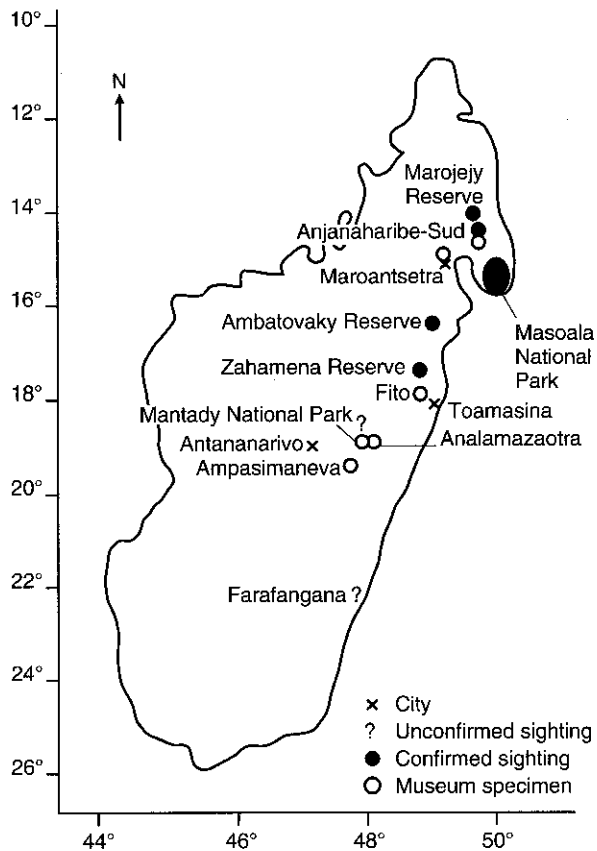 10°
N
12°
Marojejy
Reserve
14°
Anjanaharibe-Sud
Maroantsetra
16°
Ambatovaky Reserve
Masoala
National
Park
Zahamena Reserve
18°
Fito
Toamasina
Mantady National Park
?
Antananarivo
Analamazaotra
Ampasimaneva
20°
22°
Farafangana ?
24°
× City
? Unconfirmed sighting
Confirmed sighting
26°
Museum specimen
44°
46°
48°
50°